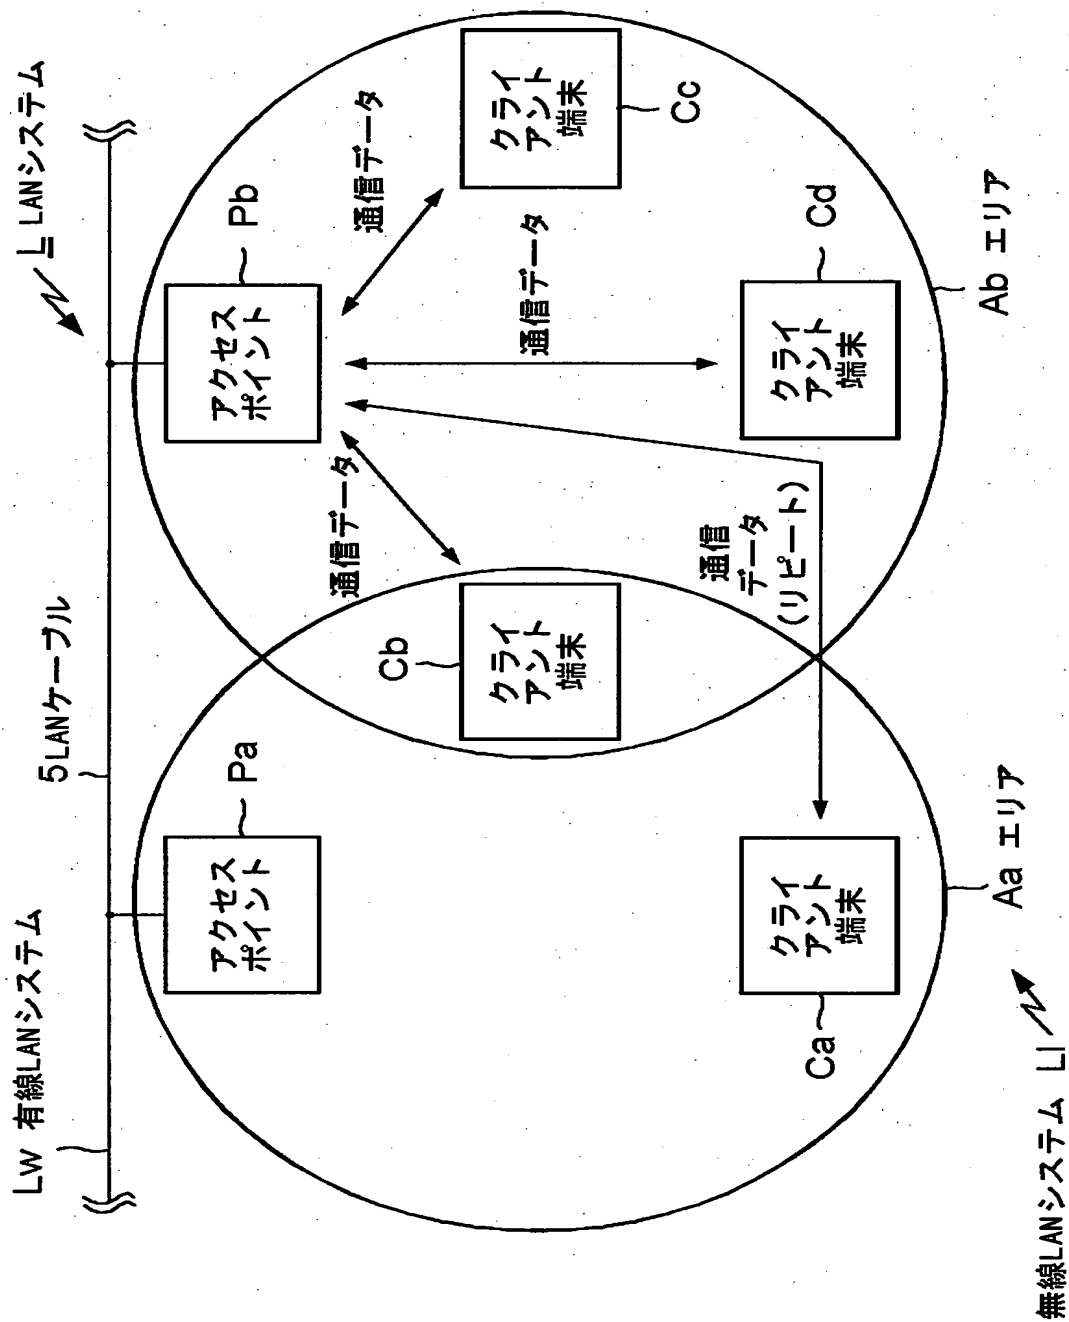 L LANシステム
Lw 有線LANシステム
5 LANケーブル
アクセス
ポイント
Pa
アクセス
ポイント
Pb
通信データ
通信データ
通信データ
Cb
クライ
アント
端末
クライ
アント
端末
Cc
通信
データ
(リピート)
Ca
クライ
アント
端末
クライ
アント
端末
Cd
Aa エリア
Ab エリア
無線LANシステム Ll